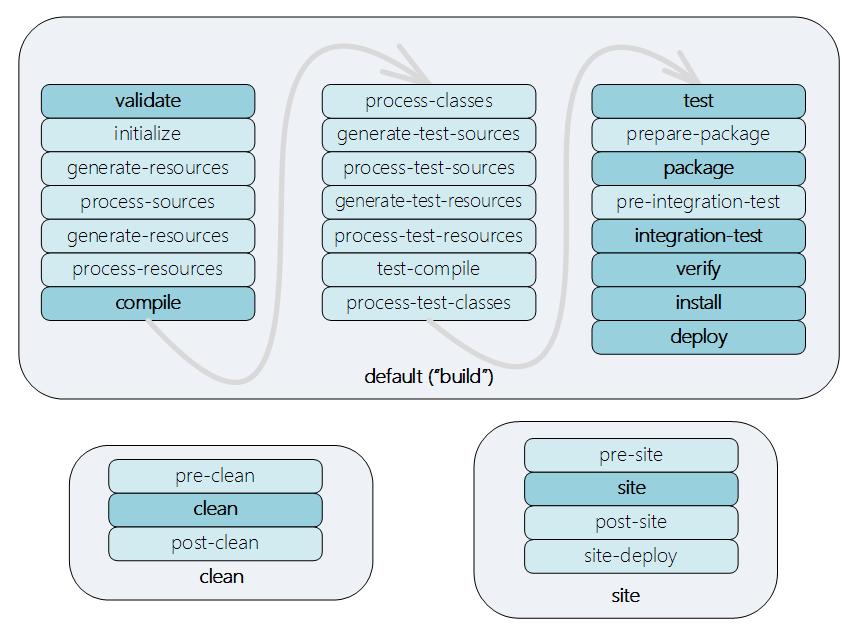 validate
initialize
generate-resources
process-sources
generate-resources
process-resources
compile
process-classes
generate-test-sources
process-test-sources
generate-test-resources
process-test-resources
test-compile
process-test-classes
test
prepare-package
package
pre-integration-test
integration-test
verify
install
deploy
default (“build”)
pre-clean
clean
post-clean
clean
pre-site
site
post-site
site-deploy
site